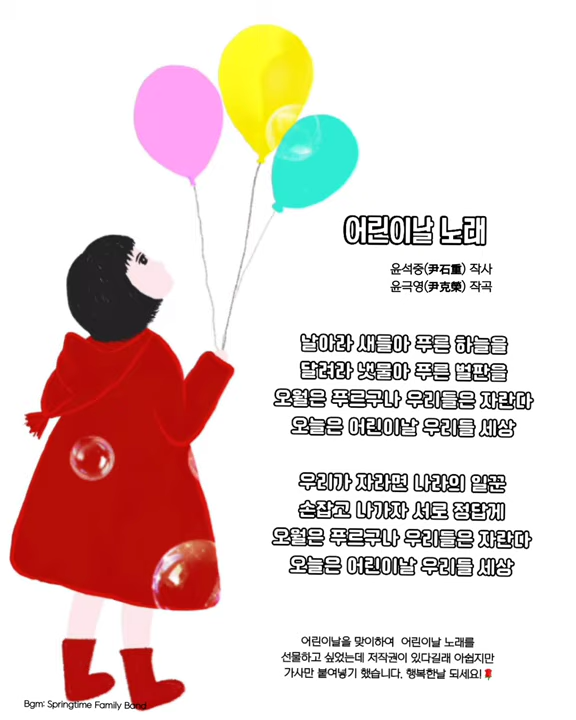 어린이날 노래
윤석중(尹石重) 작사
윤극영(尹克榮) 작곡
날아라 새들아 푸른 하늘을
달려라 냇물아 푸른 벌판을
오월은 푸르구나 우리들은 자란다
오늘은 어린이날 우리들 세상
우리가 자라면 나라의 일꾼
손잡고 나가자 서로 정답게
오월은 푸르구나 우리들은 자란다
오늘은 어린이날 우리들 세상
어린이날을 맞이하여 어린이날 노래를
선물하고 싶었는데 저작권이 있다길래 아쉽지만
가사만 붙여넣기 했습니다. 행복한날 되세요!
Bgm: Springtime Family Band